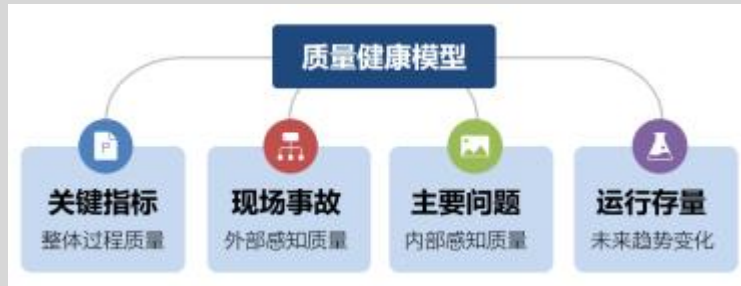 质量健康模型
P
关键指标
整体过程质量
现场事故
外部感知质量
主要问题
内部感知质量
运行存量
未来趋势变化